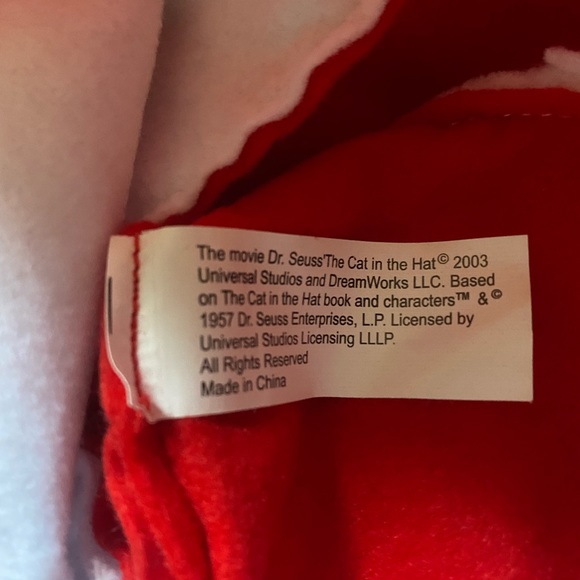 The movie Dr. Seuss'The Cat in the Hat© 2003
Universal Studios and DreamWorks LLC. Based
on The Cat in the Hat book and characters™ & ©
1957 Dr. Seuss Enterprises, L.P. Licensed by
Universal Studios Licensing LLLP.
All Rights Reserved
Made in China